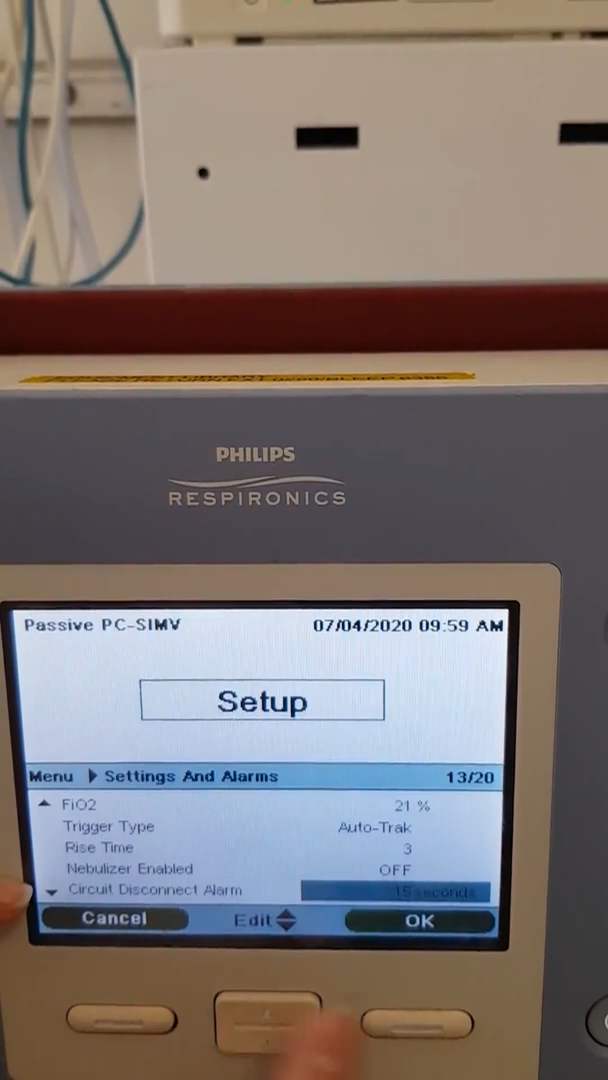 PHILIPS
RESPIRONICS
Passive PC-SIMV 07/04/2020 09:59 AM
Setup
Menu Settings And Alarms 13/20
FiO2 21 %
Trigger Type Auto-Trak
Rise Time 3
Nebulizer Enabled OFF
Circuit Disconnect Alarm 15 seconds
Cancel Edit OK